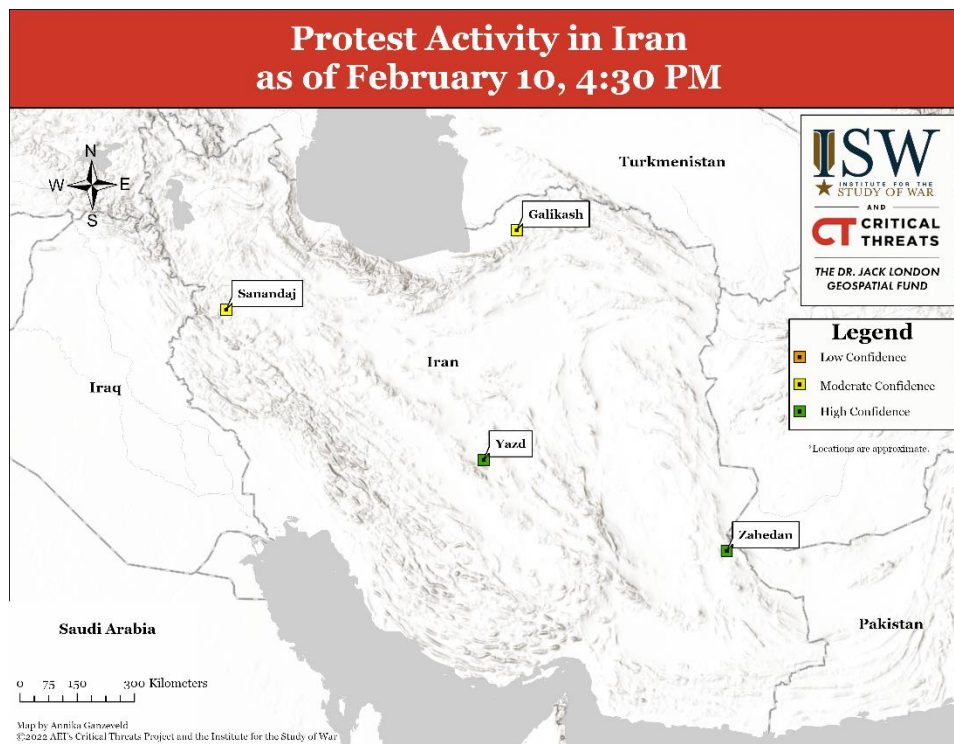 Protest Activity in Iran
as of February 10, 4:30 PM
N
W
E
S
Turkmenistan
Galikash
Sanandaj
Iran
Iraq
Yazd
Zahedan
Saudi Arabia
Pakistan
ISW
INSTITUTE FOR THE
STUDY OF WAR
AND
CT CRITICAL
THREATS
THE DR. JACK LONDON
GEOSPATIAL FUND
Legend
Low Confidence
Moderate Confidence
High Confidence
*Locations are approximate.
0 75 150 300 Kilometers
Map by Annika Ganzeveld
©2022 AEI's Critical Threats Project and the Institute for the Study of War